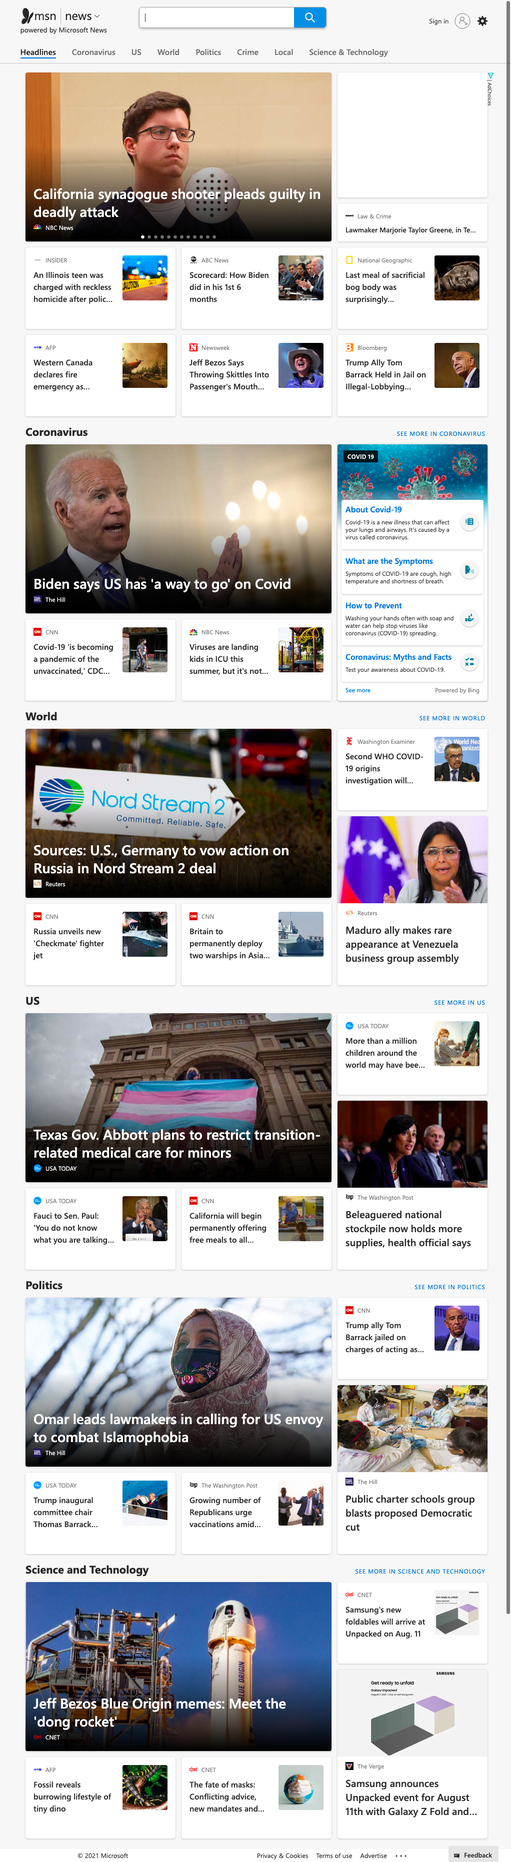 msn news
powered by Microsoft News
Sign in
Headlines Coronavirus US World Politics Crime Local Science & Technology
California synagogue shooter pleads guilty in
deadly attack
NBC News
AdChoices
Law & Crime
Lawmaker Marjorie Taylor Greene, in Te...
INSIDER
An Illinois teen was
charged with reckless
homicide after polic...
ABC News
Scorecard: How Biden
did in his 1st 6
months
National Geographic
Last meal of sacrificial
bog body was
surprisingly...
AFP
Western Canada
declares fire
emergency as...
Newsweek
Jeff Bezos Says
Throwing Skittles Into
Passenger's Mouth...
Bloomberg
Trump Ally Tom
Barrack Held in Jail on
Illegal-Lobbying...
Coronavirus
SEE MORE IN CORONAVIRUS
Biden says US has 'a way to go' on Covid
The Hill
COVID 19
About Covid-19
Covid-19 is a new illness that can affect
your lungs and airways. It's caused by a
virus called coronavirus.
What are the Symptoms
Symptoms of COVID-19 are cough, high
temperature and shortness of breath.
How to Prevent
Washing your hands often with soap and
water can help stop viruses like
coronavirus (COVID-19) spreading.
Coronavirus: Myths and Facts
Test your awareness about COVID-19.
See more
Powered by Bing
CNN
Covid-19 'is becoming
a pandemic of the
unvaccinated,' CDC...
NBC News
Viruses are landing
kids in ICU this
summer, but it's not...
World
SEE MORE IN WORLD
Nord Stream 2
Committed. Reliable. Safe.
Sources: U.S., Germany to vow action on
Russia in Nord Stream 2 deal
Reuters
Washington Examiner
Second WHO COVID-
19 origins
investigation will...
Reuters
Maduro ally makes rare
appearance at Venezuela
business group assembly
CNN
Russia unveils new
'Checkmate' fighter
jet
CNN
Britain to
permanently deploy
two warships in Asia...
US
SEE MORE IN US
Texas Gov. Abbott plans to restrict transition-
related medical care for minors
USA TODAY
USA TODAY
More than a million
children around the
world may have bee...
The Washington Post
Beleaguered national
stockpile now holds more
supplies, health official says
USA TODAY
Fauci to Sen. Paul:
'You do not know
what you are talking...
CNN
California will begin
permanently offering
free meals to all...
Politics
SEE MORE IN POLITICS
Omar leads lawmakers in calling for US envoy
to combat Islamophobia
The Hill
CNN
Trump ally Tom
Barrack jailed on
charges of acting as...
The Hill
Public charter schools group
blasts proposed Democratic
cut
USA TODAY
Trump inaugural
committee chair
Thomas Barrack...
The Washington Post
Growing number of
Republicans urge
vaccinations amid...
Science and Technology
SEE MORE IN SCIENCE AND TECHNOLOGY
BLUE ORIGIN
Jeff Bezos Blue Origin memes: Meet the
'dong rocket'
CNET
CNET
Samsung's new
foldables will arrive at
Unpacked on Aug. 11
SAMSUNG
Get ready to unfold
Galaxy Unpacked
The Verge
Samsung announces
Unpacked event for August
11th with Galaxy Z Fold and...
AFP
Fossil reveals
burrowing lifestyle of
tiny dino
CNET
The fate of masks:
Conflicting advice,
new mandates and...
© 2021 Microsoft
Privacy & Cookies Terms of use Advertise
Feedback